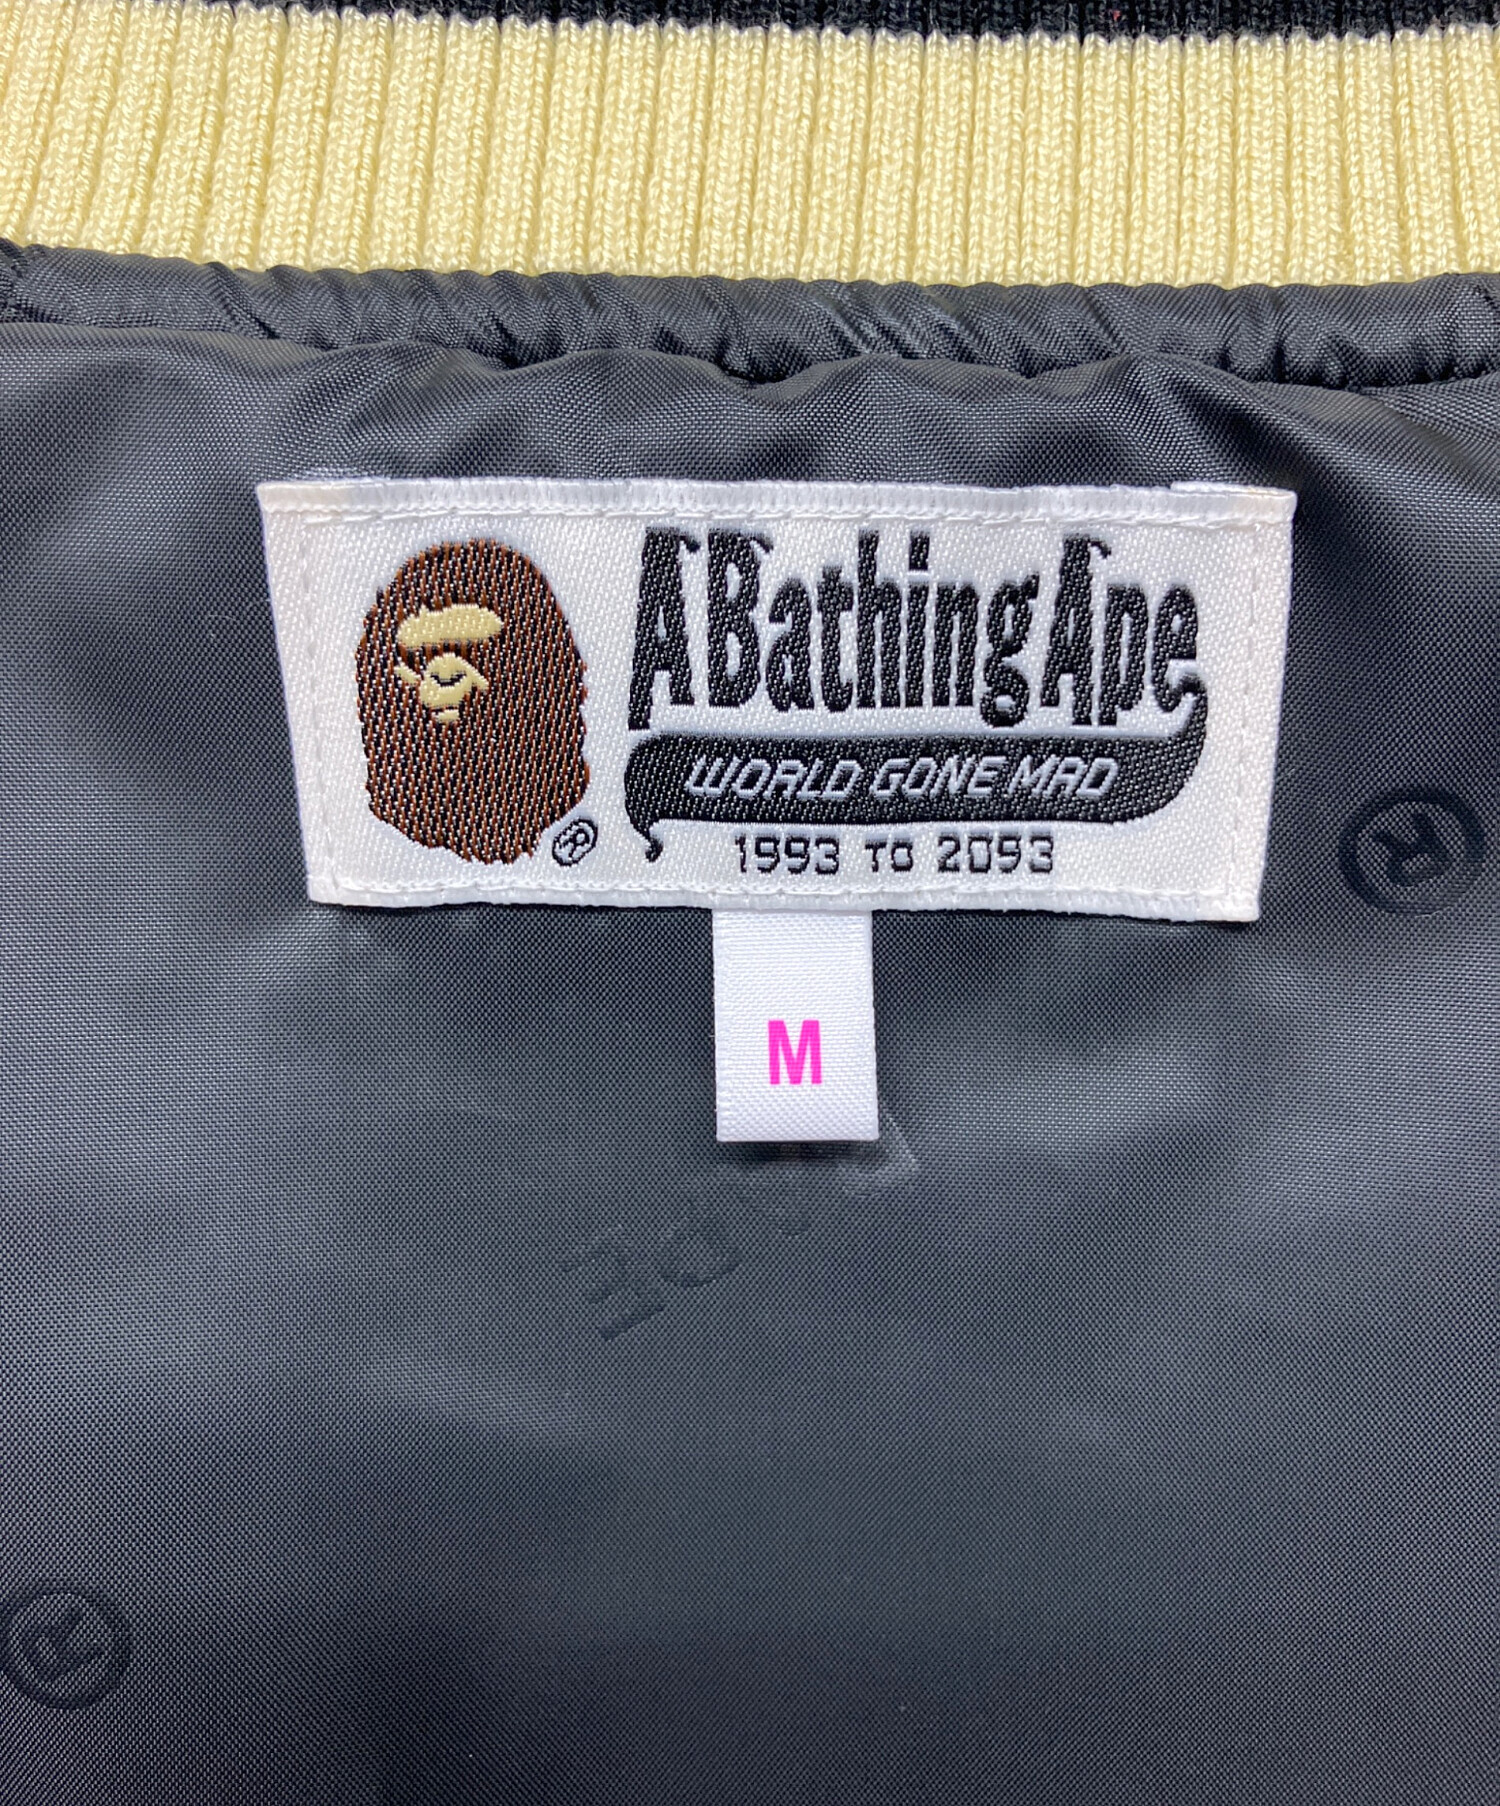 A Bathing Ape
WORLD GONE MAD
1993 TO 2093
®
M